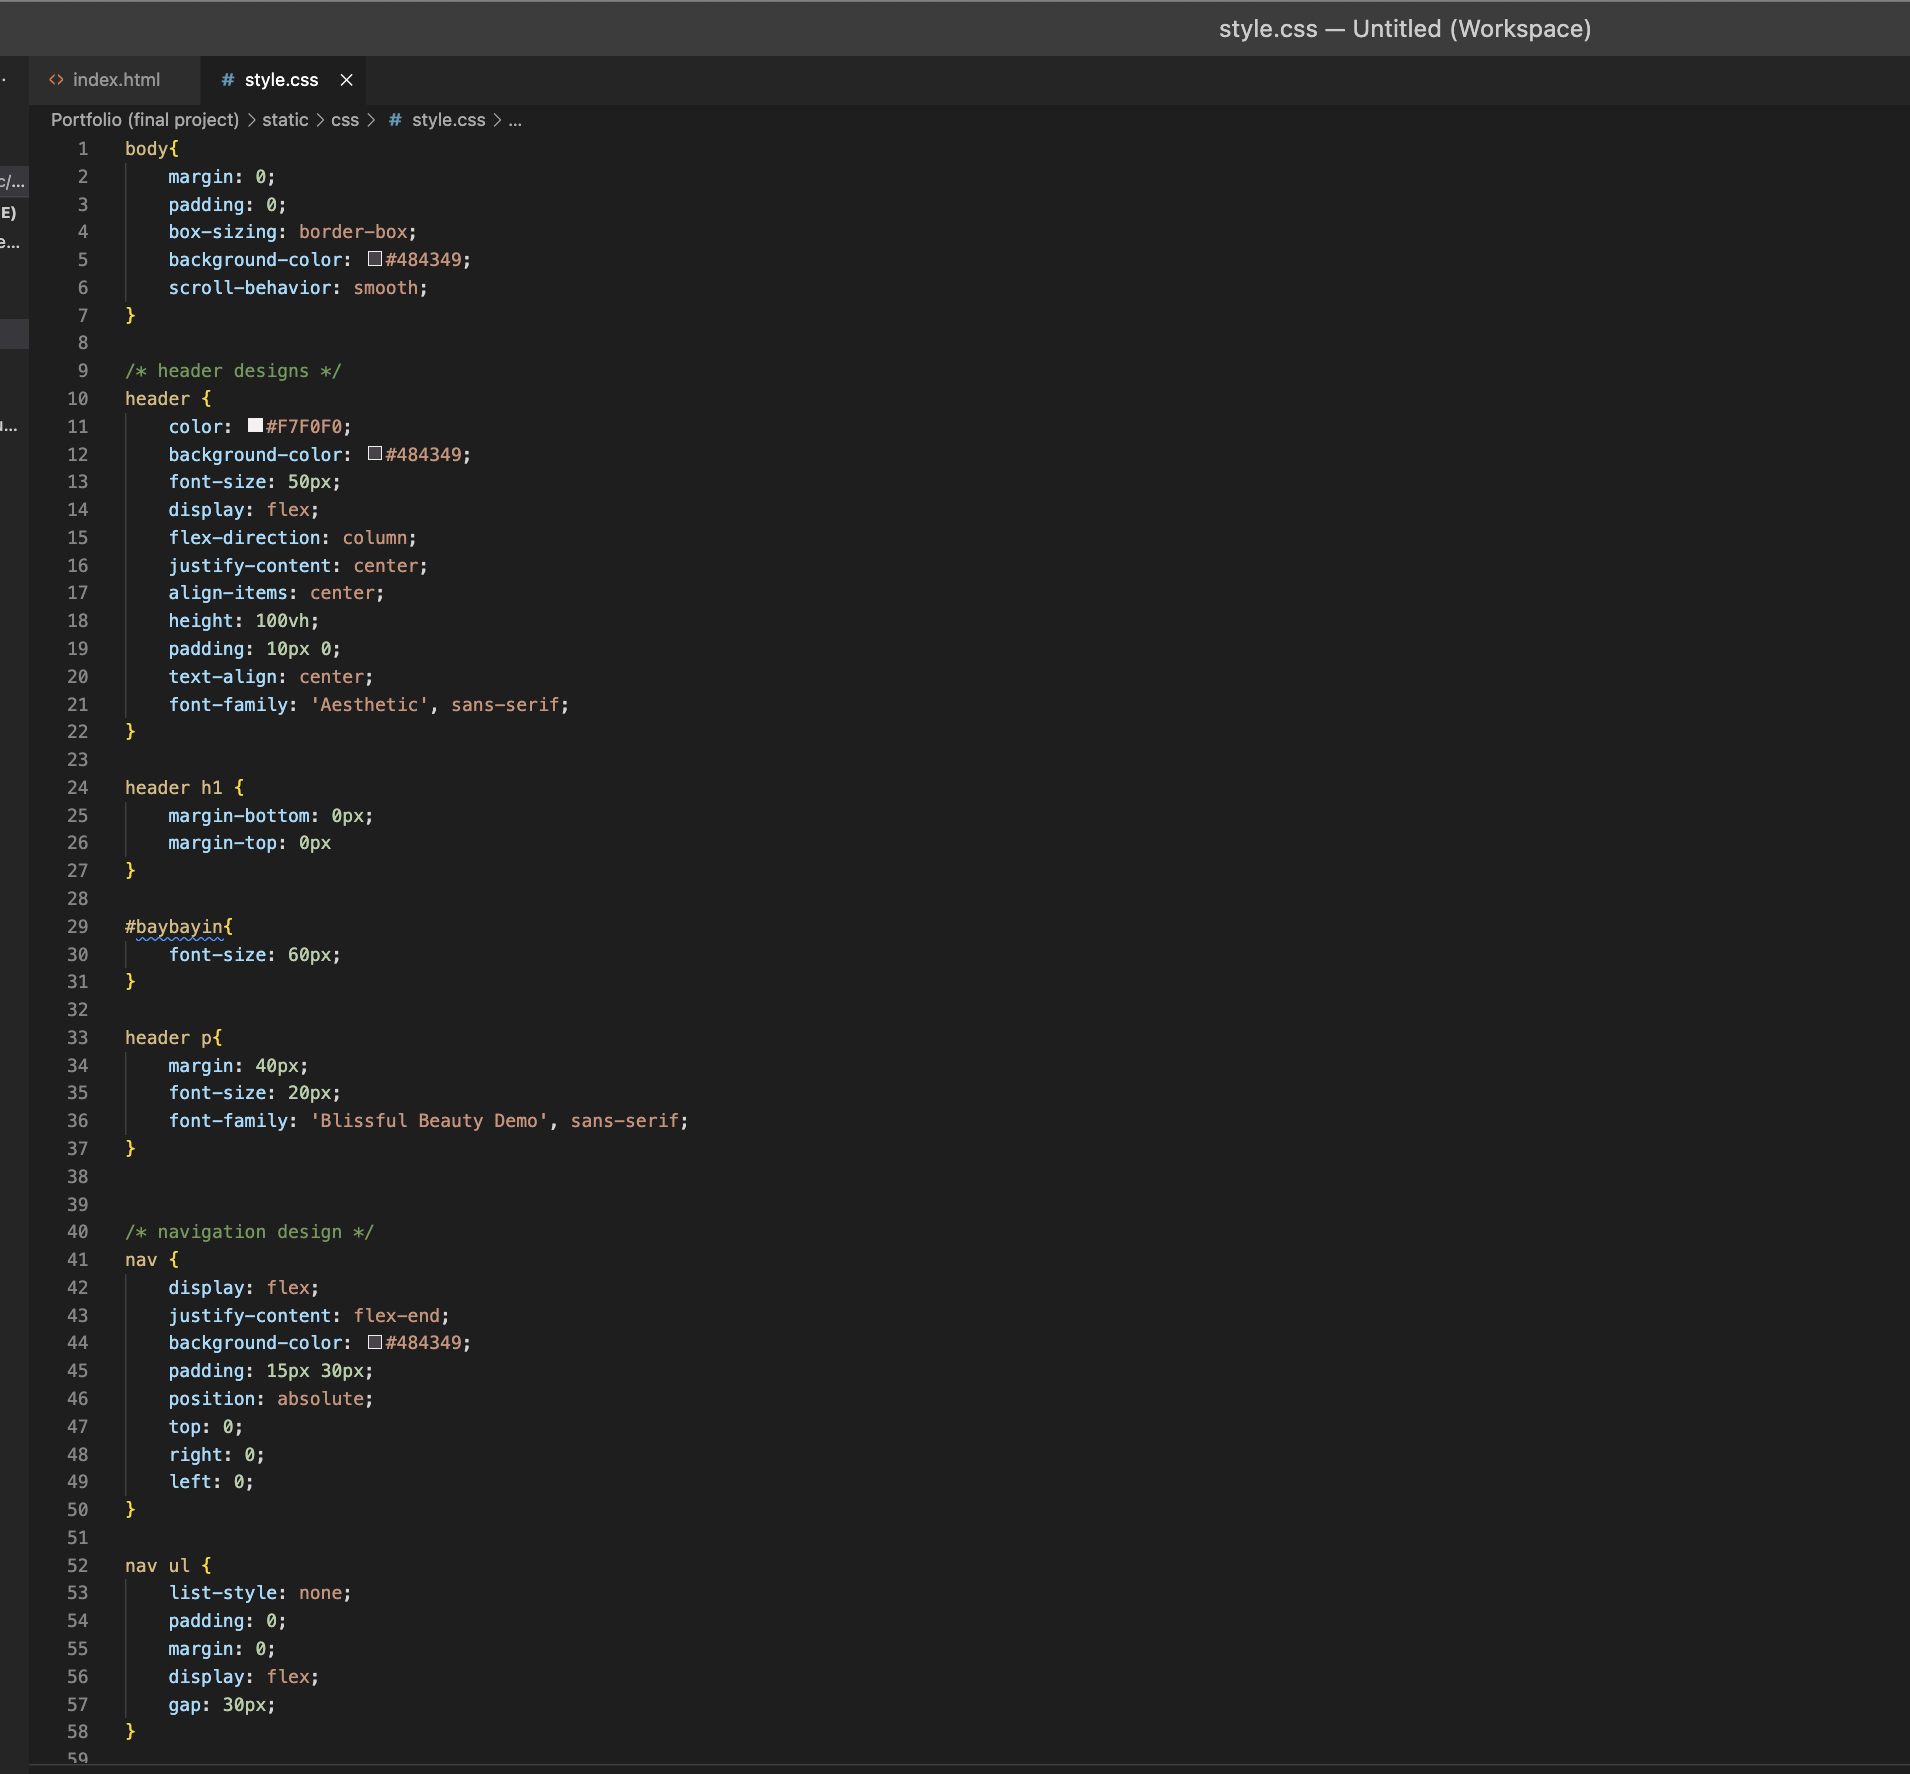 style.css — Untitled (Workspace)
<> index.html # style.css ×
Portfolio (final project) > static > css > # style.css > ...
1 body{
2 margin: 0;
3 padding: 0;
4 box-sizing: border-box;
5 background-color: #484349;
6 scroll-behavior: smooth;
7 }
8
9 /* header designs */
10 header {
11 color: #F7F0F0;
12 background-color: #484349;
13 font-size: 50px;
14 display: flex;
15 flex-direction: column;
16 justify-content: center;
17 align-items: center;
18 height: 100vh;
19 padding: 10px 0;
20 text-align: center;
21 font-family: 'Aesthetic', sans-serif;
22 }
23
24 header h1 {
25 margin-bottom: 0px;
26 margin-top: 0px
27 }
28
29 #baybayin{
30 font-size: 60px;
31 }
32
33 header p{
34 margin: 40px;
35 font-size: 20px;
36 font-family: 'Blissful Beauty Demo', sans-serif;
37 }
38
39
40 /* navigation design */
41 nav {
42 display: flex;
43 justify-content: flex-end;
44 background-color: #484349;
45 padding: 15px 30px;
46 position: absolute;
47 top: 0;
48 right: 0;
49 left: 0;
50 }
51
52 nav ul {
53 list-style: none;
54 padding: 0;
55 margin: 0;
56 display: flex;
57 gap: 30px;
58 }
59